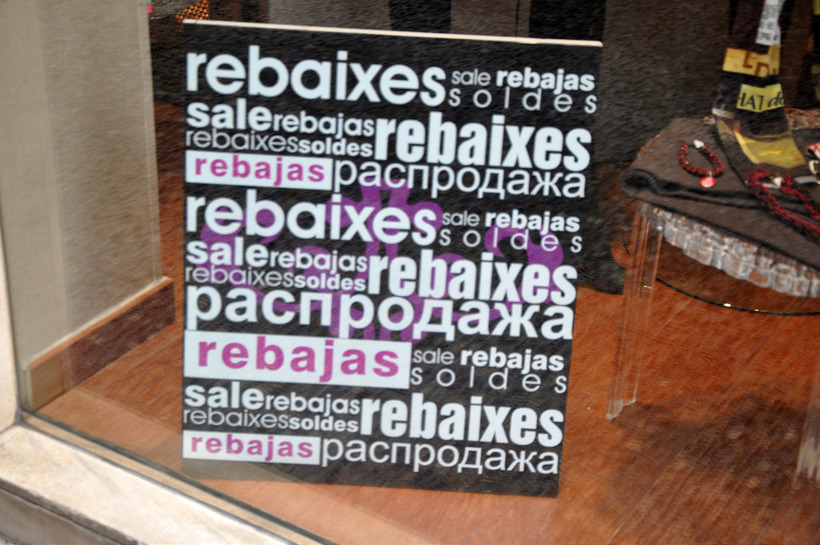 rebaixes sale rebajas
soldes
sale rebajas rebaixes
rebaixes soldes
rebajas распродажа
rebaixes sale rebajas
soldes
sale rebajas rebaixes
rebaixes soldes
распродажа
rebajas sale rebajas
soldes
sale rebajas rebaixes
rebaixes soldes
rebajas распродажа